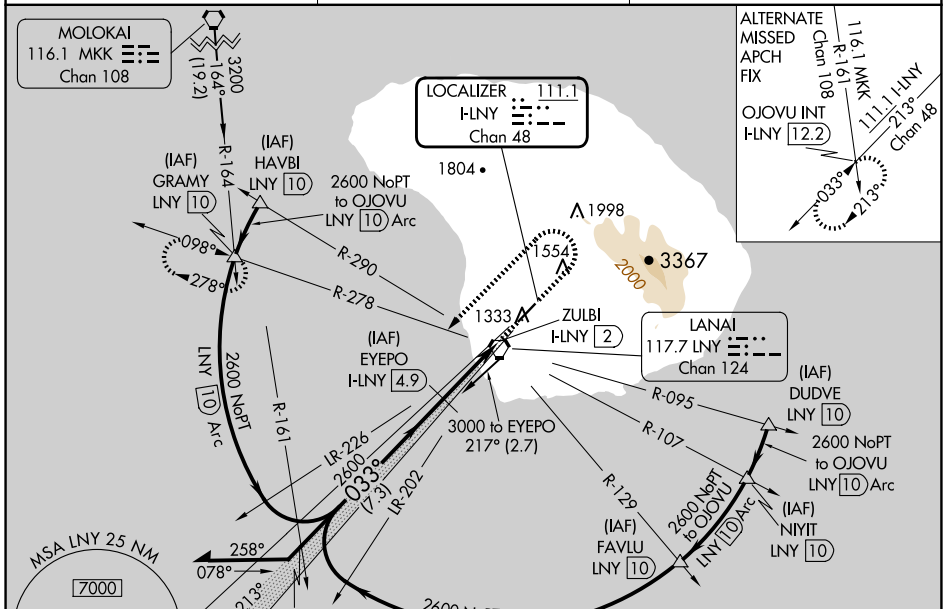 MOLOKAI
116.1 MKK
Chan 108
3200
164°
(19.2)
R-164
(IAF)
HAVBI
LNY 10
(IAF)
GRAMY
LNY 10
2600 NoPT
to OJOVU
LNY 10 Arc
098°
278°
R-290
R-278
LOCALIZER 111.1
I-LNY
Chan 48
1804
1998
1554
2000
3367
1333
ZULBI
I-LNY 2
ALTERNATE
MISSED
APCH
FIX
116.1 MKK
R-161
Chan 108
111.1 I-LNY
213°
Chan 48
OJOVU INT
I-LNY 12.2
033°
213°
LANAI
117.7 LNY
Chan 124
(IAF)
EYEPO
I-LNY 4.9
3000 to EYEPO
217° (2.7)
2600 NoPT
LNY 10 Arc
R-161
LR-226
2600
033°
(7.3)
LR-202
R-095
R-107
R-129
(IAF)
DUDVE
LNY 10
2600 NoPT
to OJOVU
LNY 10 Arc
2600 NoPT
to OJOVU
LNY 10 Arc
(IAF)
NIYIT
LNY 10
(IAF)
FAVLU
LNY 10
258°
078°
213°
MSA LNY 25 NM
7000
2600 NoPT